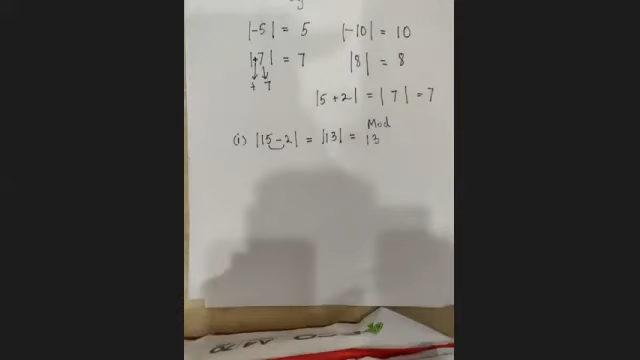 |-5| = 5 |-10| = 10
|+7| = 7 |8| = 8
+ 7
|5 + 2| = |7| = 7
Mod
(i) |15 - 2| = |13| = 13